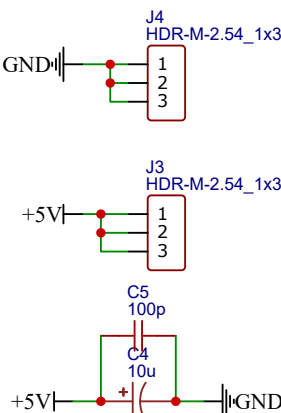 J4
HDR-M-2.54_1x3
GND
1
2
3
J3
HDR-M-2.54_1x3
+5V
1
2
3
C5
100p
C4
10u
+
+5V
GND